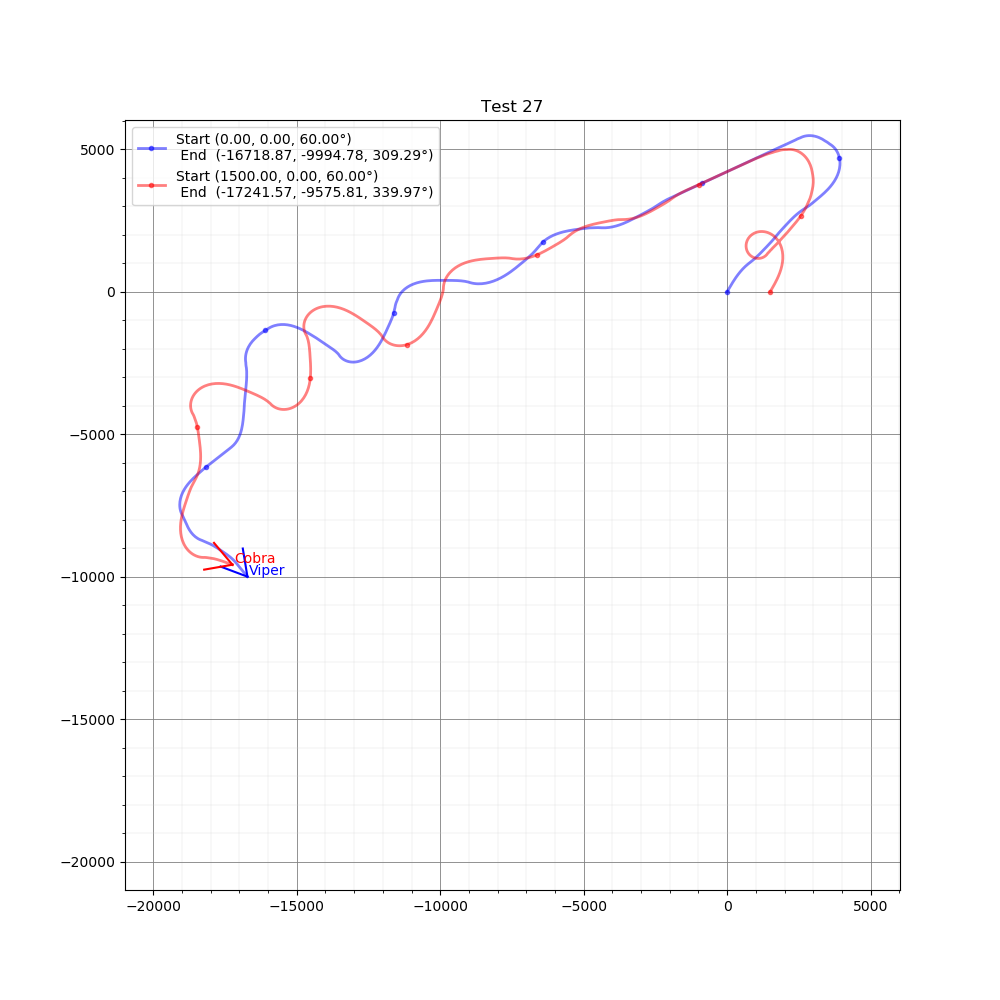 Test 27
Start (0.00, 0.00, 60.00°)
End (-16718.87, -9994.78, 309.29°)
Start (1500.00, 0.00, 60.00°)
End (-17241.57, -9575.81, 339.97°)
5000
0
−5000
−10000
−15000
−20000
Cobra
Viper
−20000 −15000 −10000 −5000 0 5000